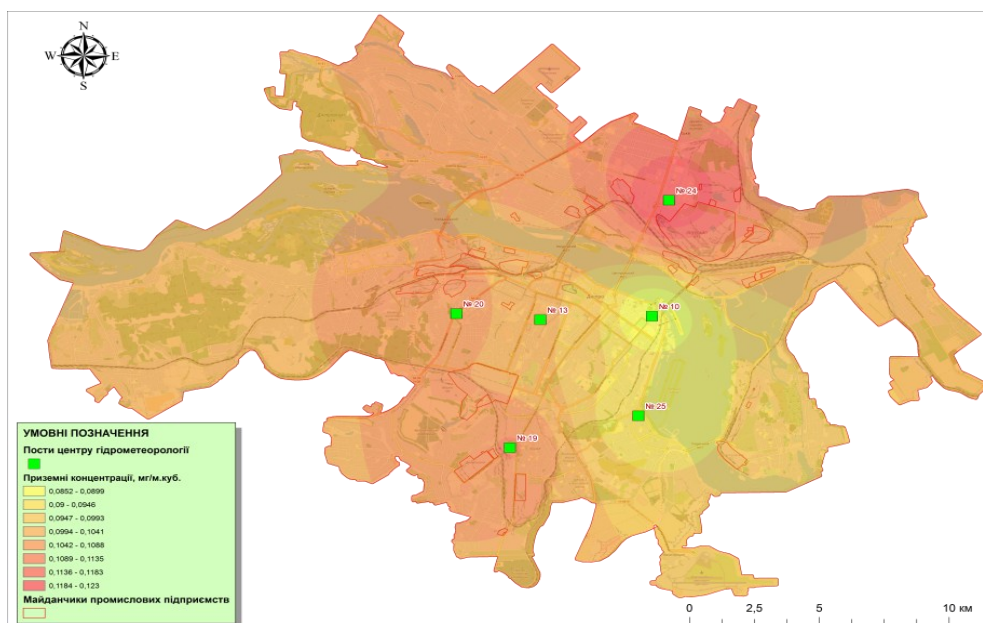 N
W E
S
№ 24
№ 20
№ 13
№ 10
№ 25
№ 19
УМОВНІ ПОЗНАЧЕННЯ
Пости центру гідрометеорології
Приземні концентрації, мг/м.куб.
0,0852 - 0,0899
0,09 - 0,0946
0,0947 - 0,0993
0,0994 - 0,1041
0,1042 - 0,1088
0,1089 - 0,1135
0,1136 - 0,1183
0,1184 - 0,123
Майданчики промислових підприємств
0 2,5 5 10 км